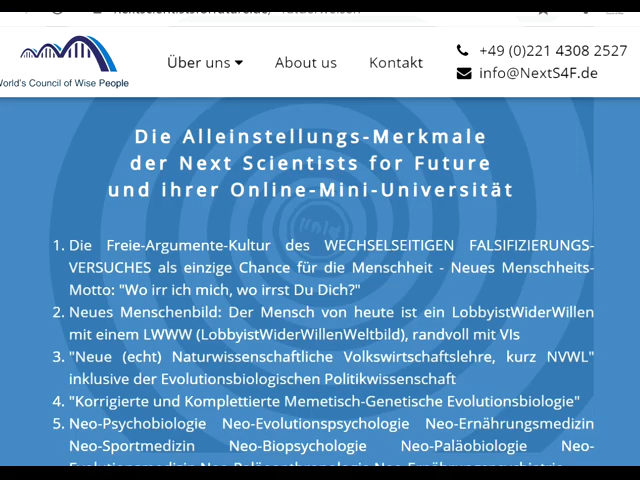 World's Council of Wise People
Über uns
About us
Kontakt
+49 (0)221 4308 2527
info@NextS4F.de
Die Alleinstellungs-Merkmale
der Next Scientists for Future
und ihrer Online-Mini-Universität
1. Die Freie-Argumente-Kultur des WECHSELSEITIGEN FALSIFIZIERUNGS-
VERSUCHES als einzige Chance für die Menschheit - Neues Menschheits-
Motto: "Wo irr ich mich, wo irrst Du Dich?"
2. Neues Menschenbild: Der Mensch von heute ist ein LobbyistWiderWillen
mit einem LWWW (LobbyistWiderWillenWeltbild), randvoll mit VIs
3. "Neue (echt) Naturwissenschaftliche Volkswirtschaftslehre, kurz NVWL"
inklusive der Evolutionsbiologischen Politikwissenschaft
4. "Korrigierte und Komplettierte Memetisch-Genetische Evolutionsbiologie"
5. Neo-Psychobiologie Neo-Evolutionspsychologie Neo-Ernährungsmedizin
Neo-Sportmedizin Neo-Biopsychologie Neo-Paläobiologie Neo-